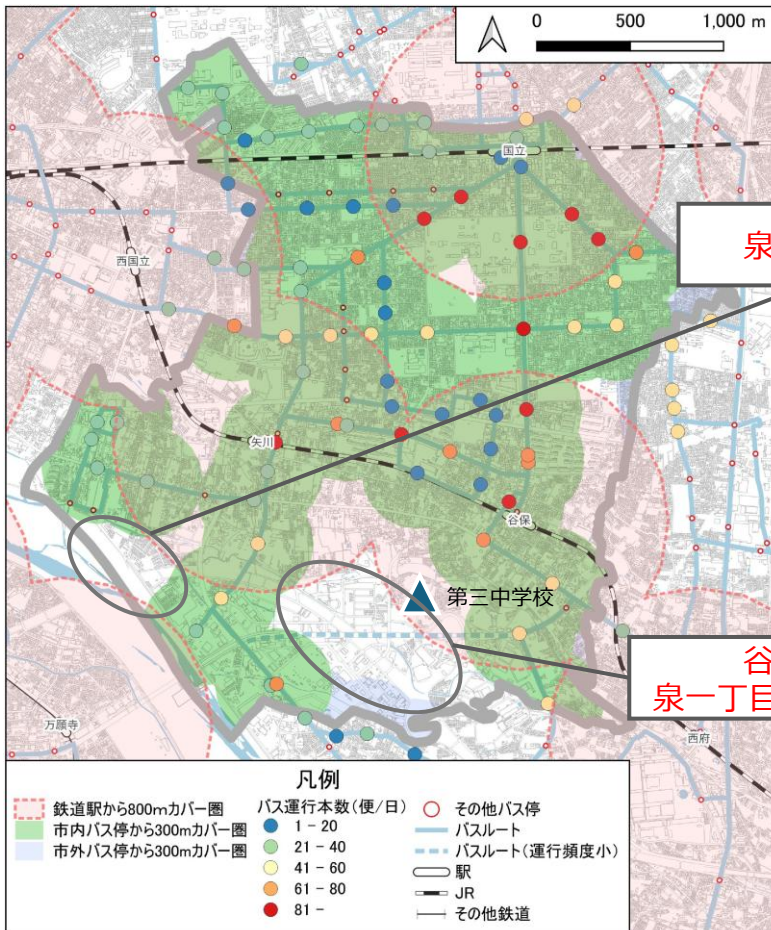 0 500 1,000 m
国立
西国立
泉
矢川
谷保
第三中学校
谷
泉一丁目
万願寺
西府
凡例
鉄道駅から800mカバー圏
市内バス停から300mカバー圏
市外バス停から300mカバー圏
バス運行本数(便/日)
1 - 20
21 - 40
41 - 60
61 - 80
81 -
その他バス停
バスルート
バスルート(運行頻度小)
駅
JR
その他鉄道